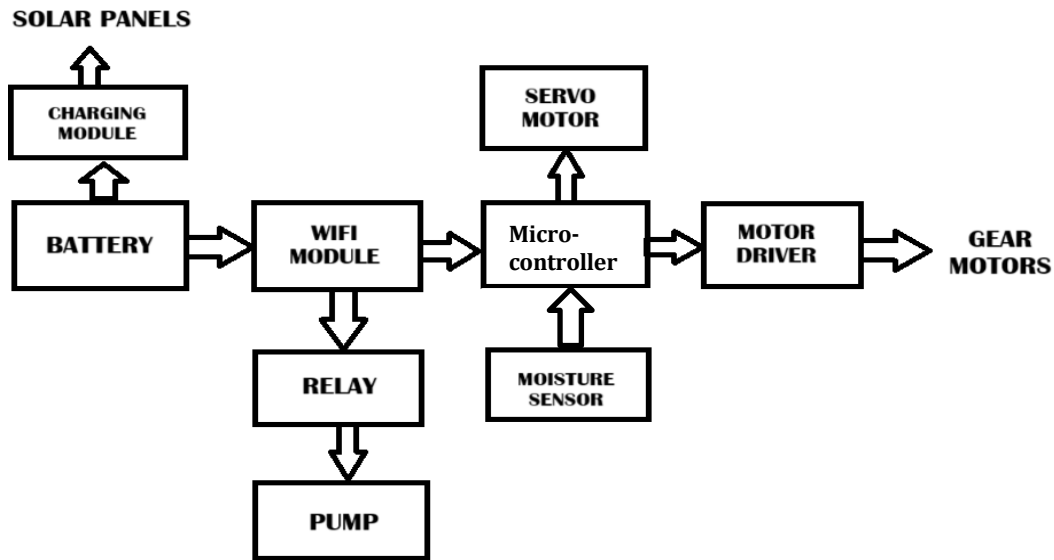 SOLAR PANELS
CHARGING
MODULE
SERVO
MOTOR
BATTERY
WIFI
MODULE
Micro-
controller
MOTOR
DRIVER
GEAR
MOTORS
RELAY
MOISTURE
SENSOR
PUMP